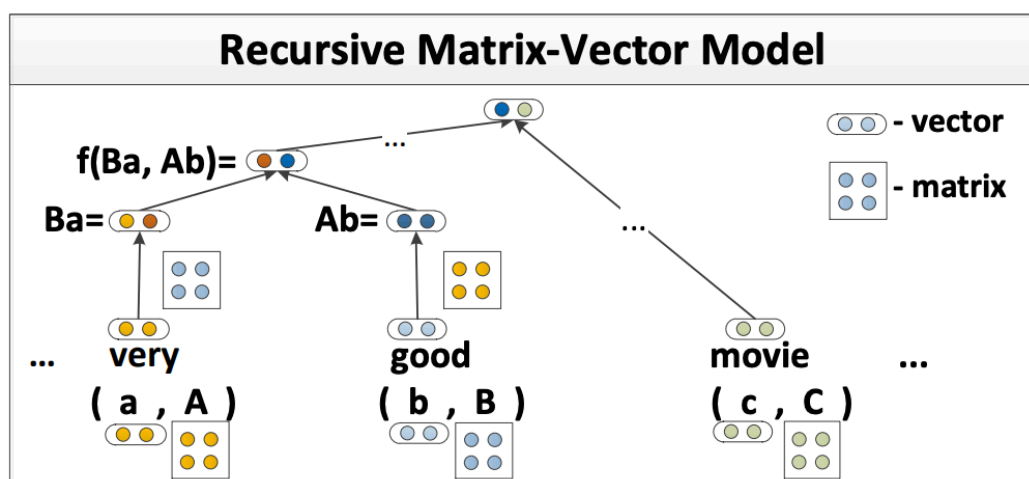 Recursive Matrix-Vector Model
...
- vector
f(Ba, Ab)=
- matrix
Ba=
Ab=
...
... very good movie ...
( a , A ) ( b , B ) ( c , C )